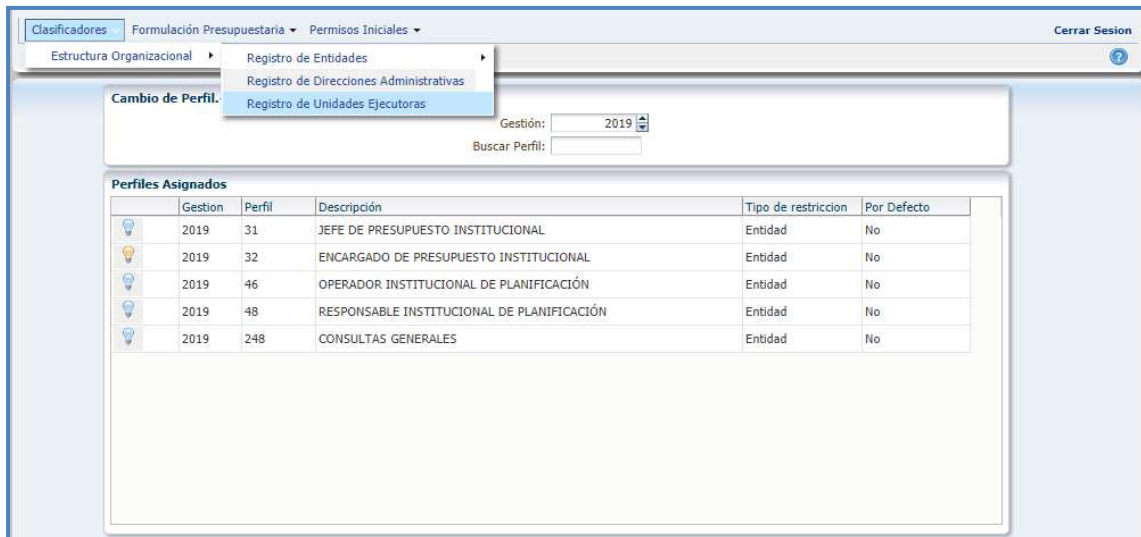 Clasificadores Formulación Presupuestaria Permisos Iniciales Cerrar Sesion
Estructura Organizacional Registro de Entidades
Registro de Direcciones Administrativas
Registro de Unidades Ejecutoras
Cambio de Perfil.-
Gestión: 2019
Buscar Perfil:
Perfiles Asignados
Gestion Perfil Descripción Tipo de restriccion Por Defecto
2019 31 JEFE DE PRESUPUESTO INSTITUCIONAL Entidad No
2019 32 ENCARGADO DE PRESUPUESTO INSTITUCIONAL Entidad No
2019 46 OPERADOR INSTITUCIONAL DE PLANIFICACIÓN Entidad No
2019 48 RESPONSABLE INSTITUCIONAL DE PLANIFICACIÓN Entidad No
2019 248 CONSULTAS GENERALES Entidad No